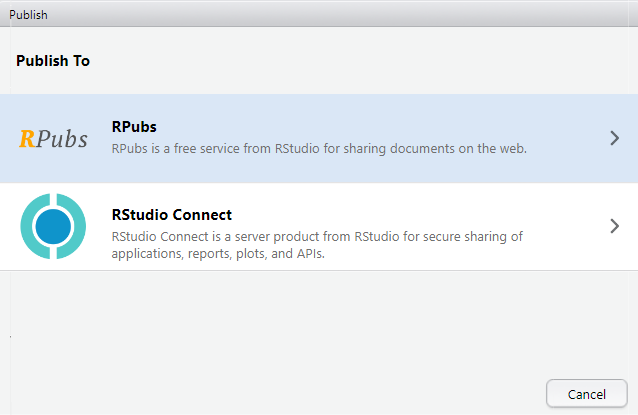 Publish
Publish To
RPubs
RPubs
RPubs is a free service from RStudio for sharing documents on the web.
RStudio Connect
RStudio Connect is a server product from RStudio for secure sharing of
applications, reports, plots, and APIs.
Cancel